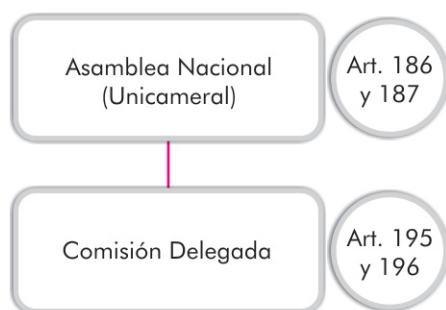 Asamblea Nacional
(Unicameral)
Art. 186
y 187
Comisión Delegada
Art. 195
y 196